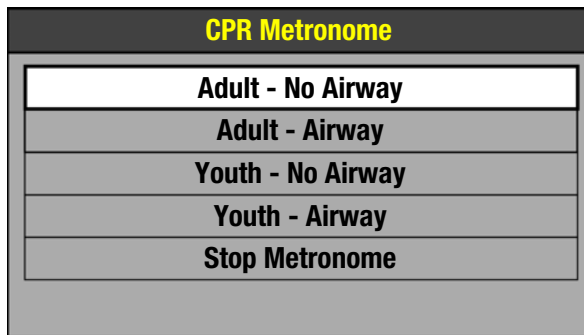 CPR Metronome
Adult - No Airway
Adult - Airway
Youth - No Airway
Youth - Airway
Stop Metronome